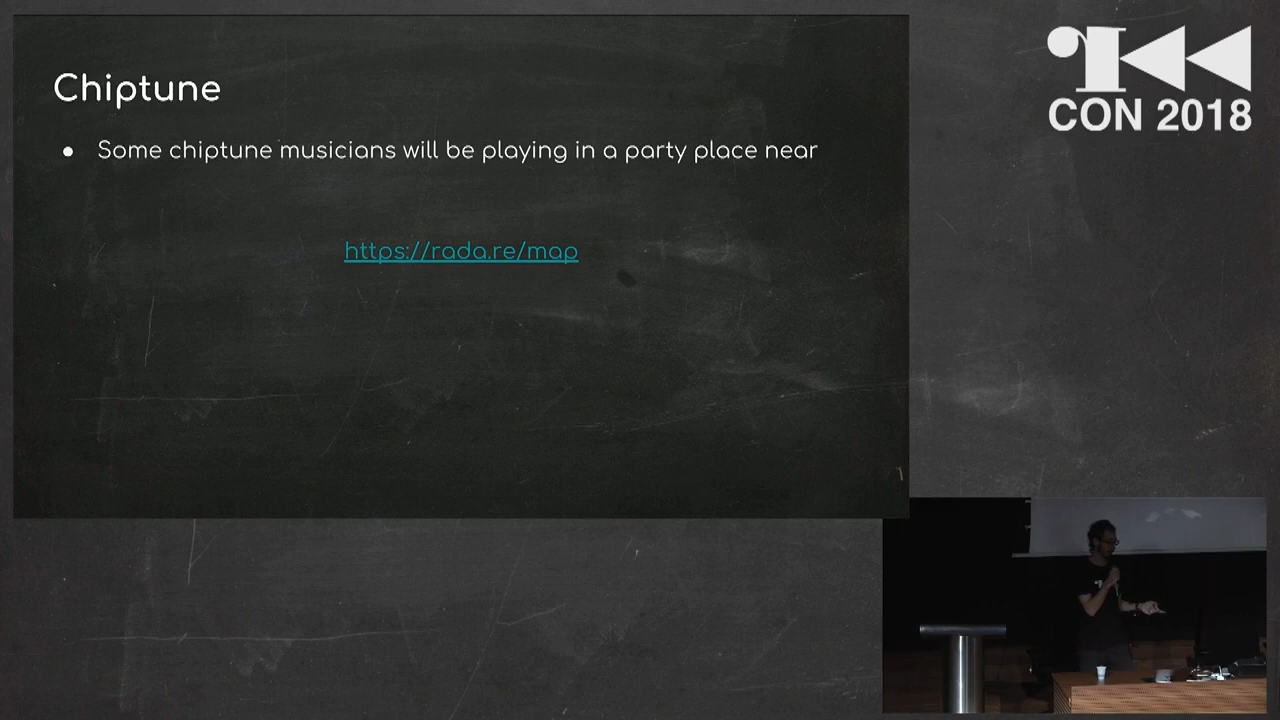 Chiptune
● Some chiptune musicians will be playing in a party place near
https://rada.re/map
CON 2018